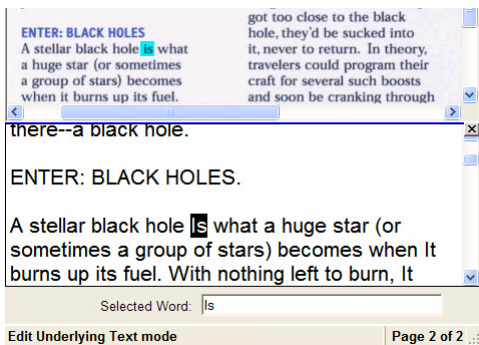 ENTER: BLACK HOLES
A stellar black hole is what
a huge star (or sometimes
a group of stars) becomes
when it burns up its fuel.
got too close to the black
hole, they'd be sucked into
it, never to return. In theory,
travelers could program their
craft for several such boosts
and soon be cranking through
there--a black hole.
ENTER: BLACK HOLES.
A stellar black hole Is what a huge star (or
sometimes a group of stars) becomes when It
burns up its fuel. With nothing left to burn, It
Selected Word: Is
Edit Underlying Text mode
Page 2 of 2